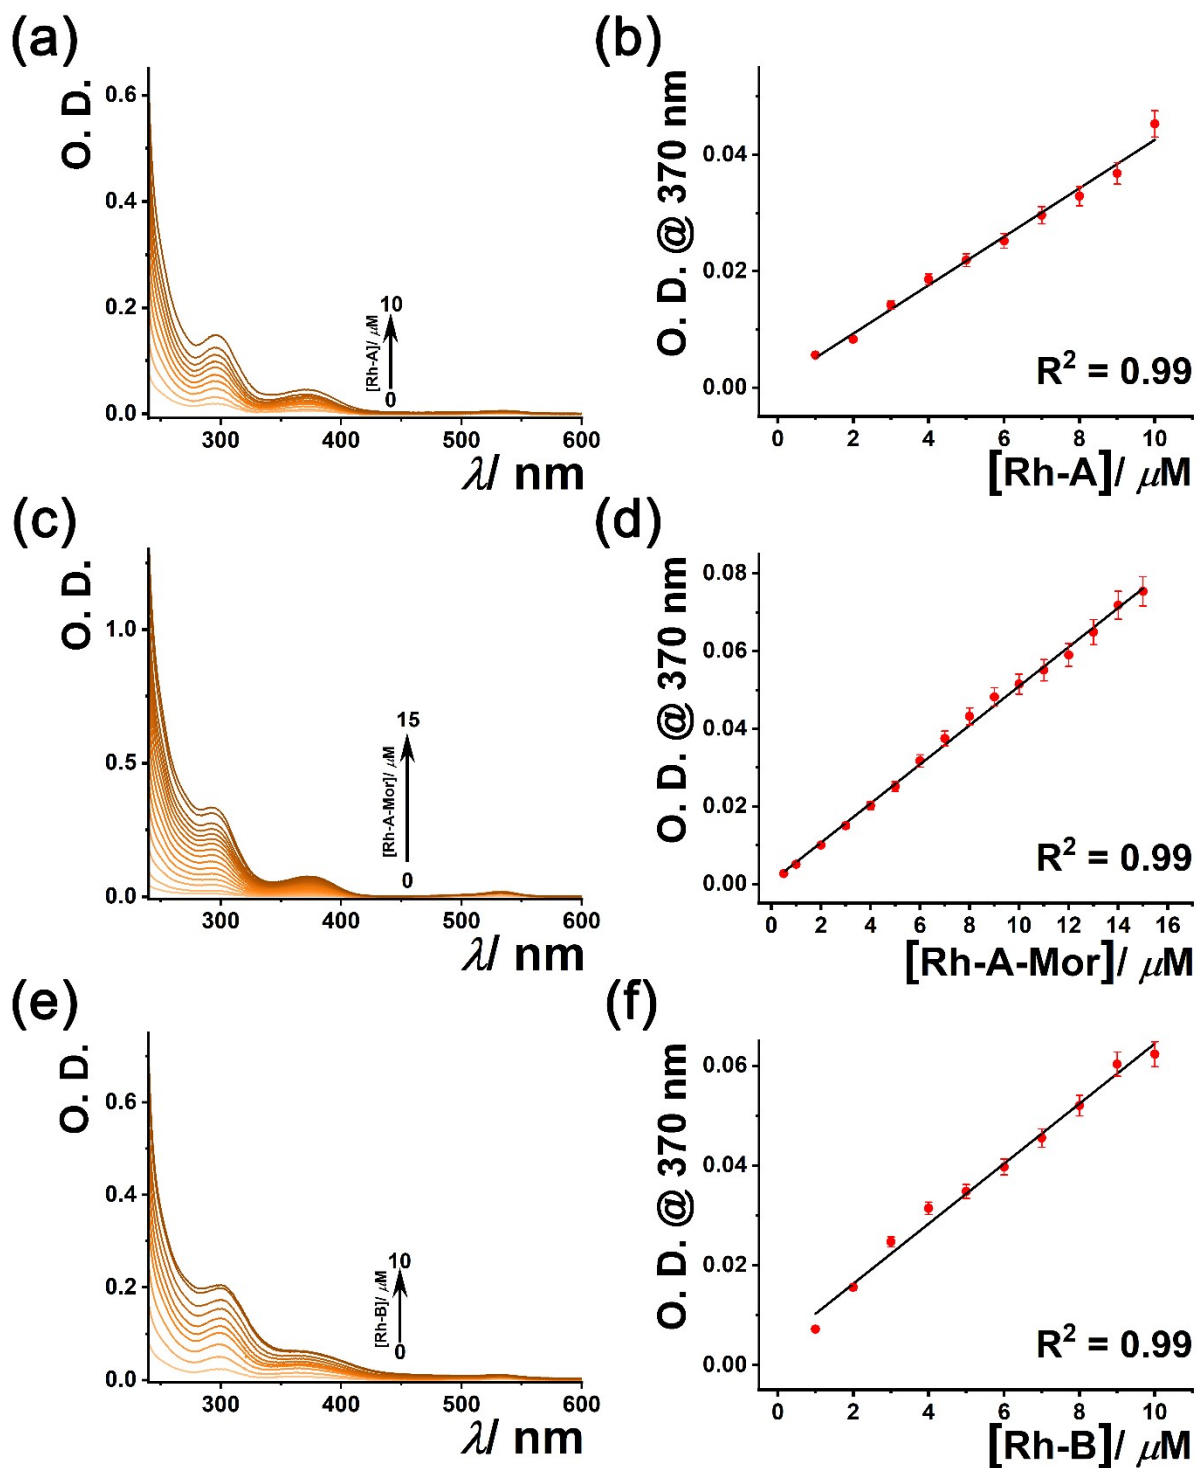 (a)
O. D.
0.6
0.4
0.2
0.0
300
400
500
600
λ/ nm
[Rh-A]/ μM
10
0
(b)
O. D. @ 370 nm
0.04
0.02
0.00
0
2
4
6
8
10
[Rh-A]/ μM
R² = 0.99
(c)
O. D.
1.0
0.5
0.0
300
400
500
600
λ/ nm
[Rh-A-Mor]/ μM
15
0
(d)
O. D. @ 370 nm
0.08
0.06
0.04
0.02
0.00
0
2
4
6
8
10
12
14
16
[Rh-A-Mor]/ μM
R² = 0.99
(e)
O. D.
0.6
0.4
0.2
0.0
300
400
500
600
λ/ nm
[Rh-B]/ μM
10
0
(f)
O. D. @ 370 nm
0.06
0.04
0.02
0.00
0
2
4
6
8
10
[Rh-B]/ μM
R² = 0.99